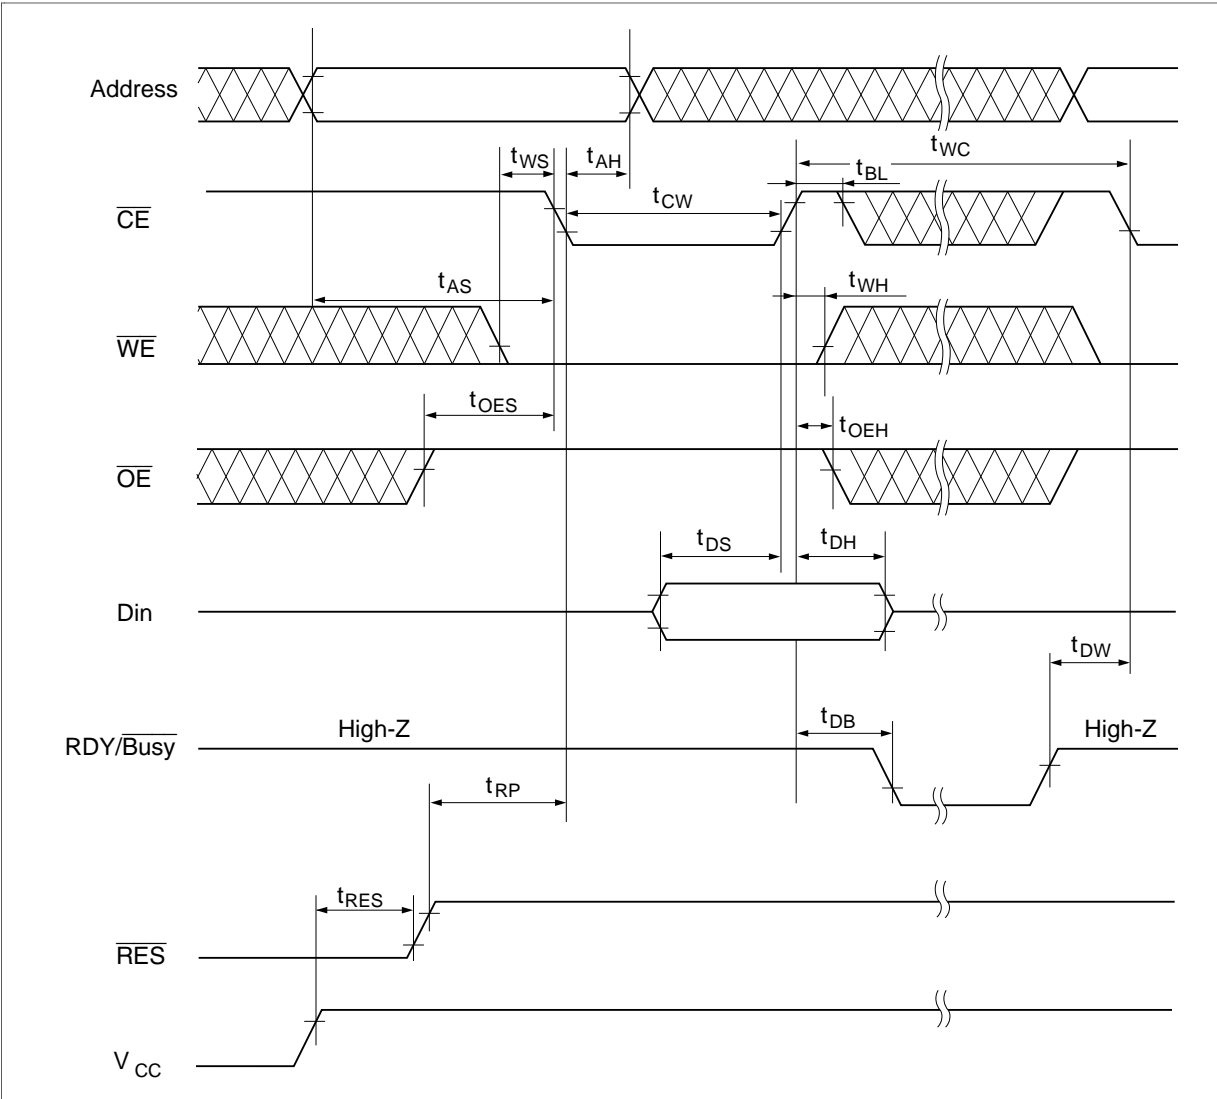 Address
tWC
tWS
tAH
tBL
CE
tCW
tAS
tWH
WE
tOES
tOEH
OE
tDS
tDH
Din
tDW
High-Z
tDB
High-Z
RDY/Busy
tRP
tRES
RES
VCC